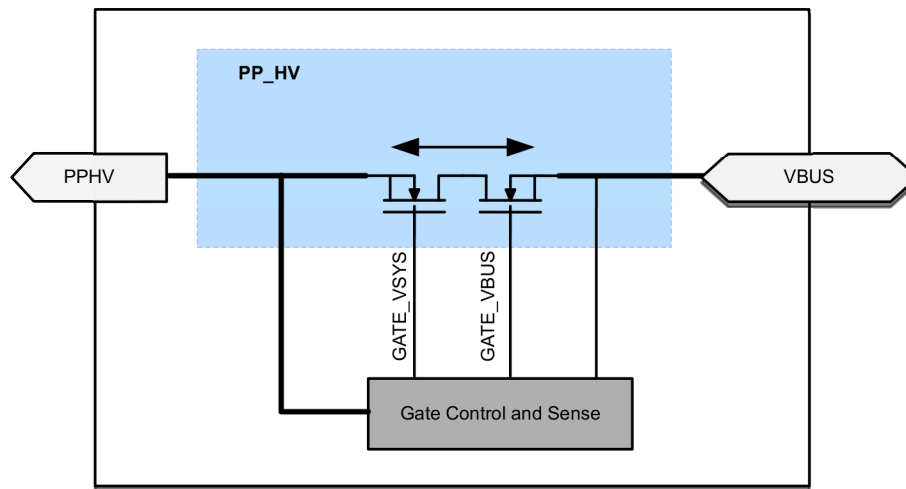 PP_HV
PPHV
VBUS
GATE_VSYS
GATE_VBUS
Gate Control and Sense